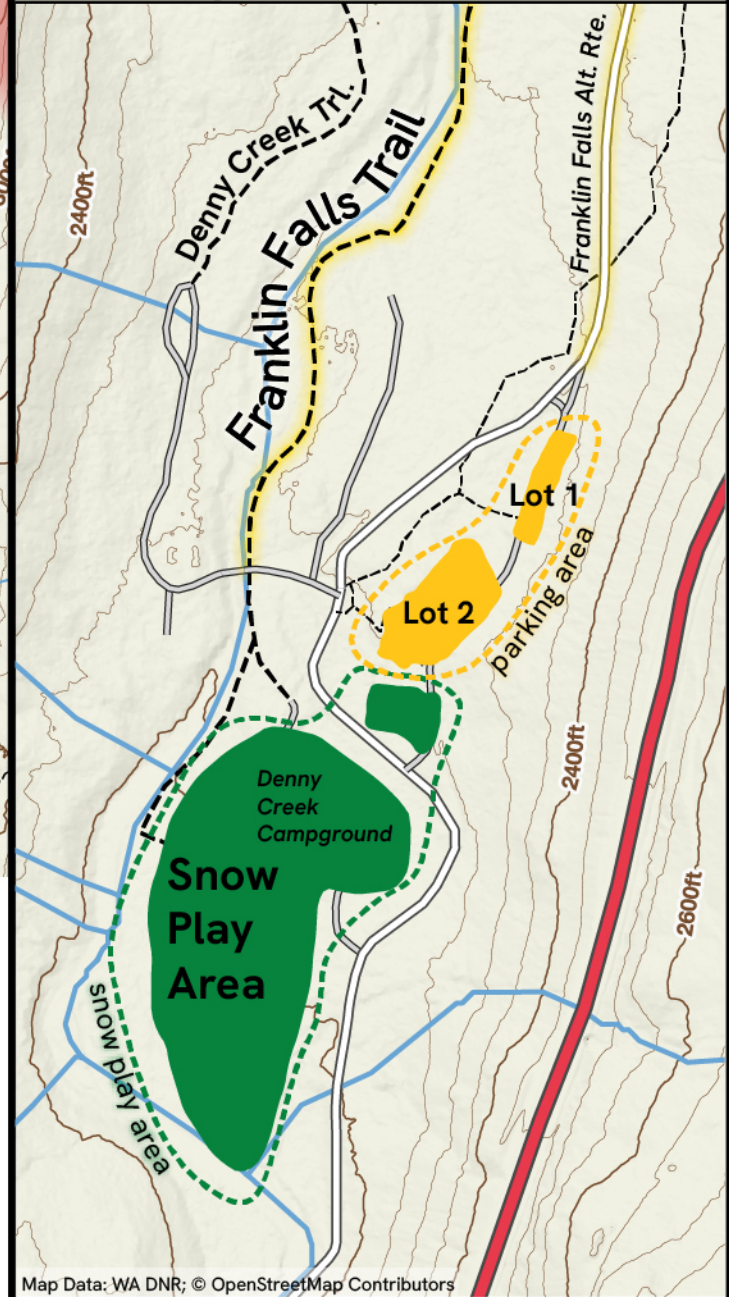 Franklin Falls Alt. Rte.
Denny Creek Trl.
Franklin Falls Trail
2400ft
Lot 1
parking area
Lot 2
2400ft
Denny
Creek
Campground
Snow
Play
Area
2600ft
snow play area
Map Data: WA DNR; © OpenStreetMap Contributors